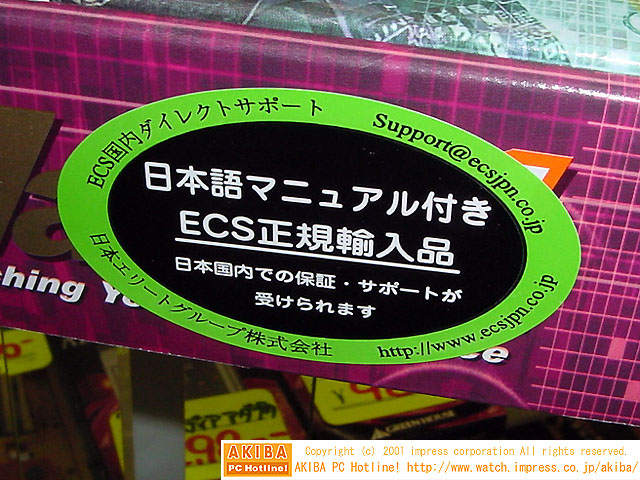 ECS国内ダイレクトサポート
Support@ecsjpn.co.jp
日本語マニュアル付き
ECS正規輸入品
日本国内での保証・サポートが
受けられます
日本エリートグループ株式会社
http://www.ecsjpn.co.jp
ching Yo
GREEN HOUSE
AKIBA
PC Hotline!
Copyright (c) 2001 impress corporation All rights reserved.
AKIBA PC Hotline! http://www.watch.impress.co.jp/akiba/